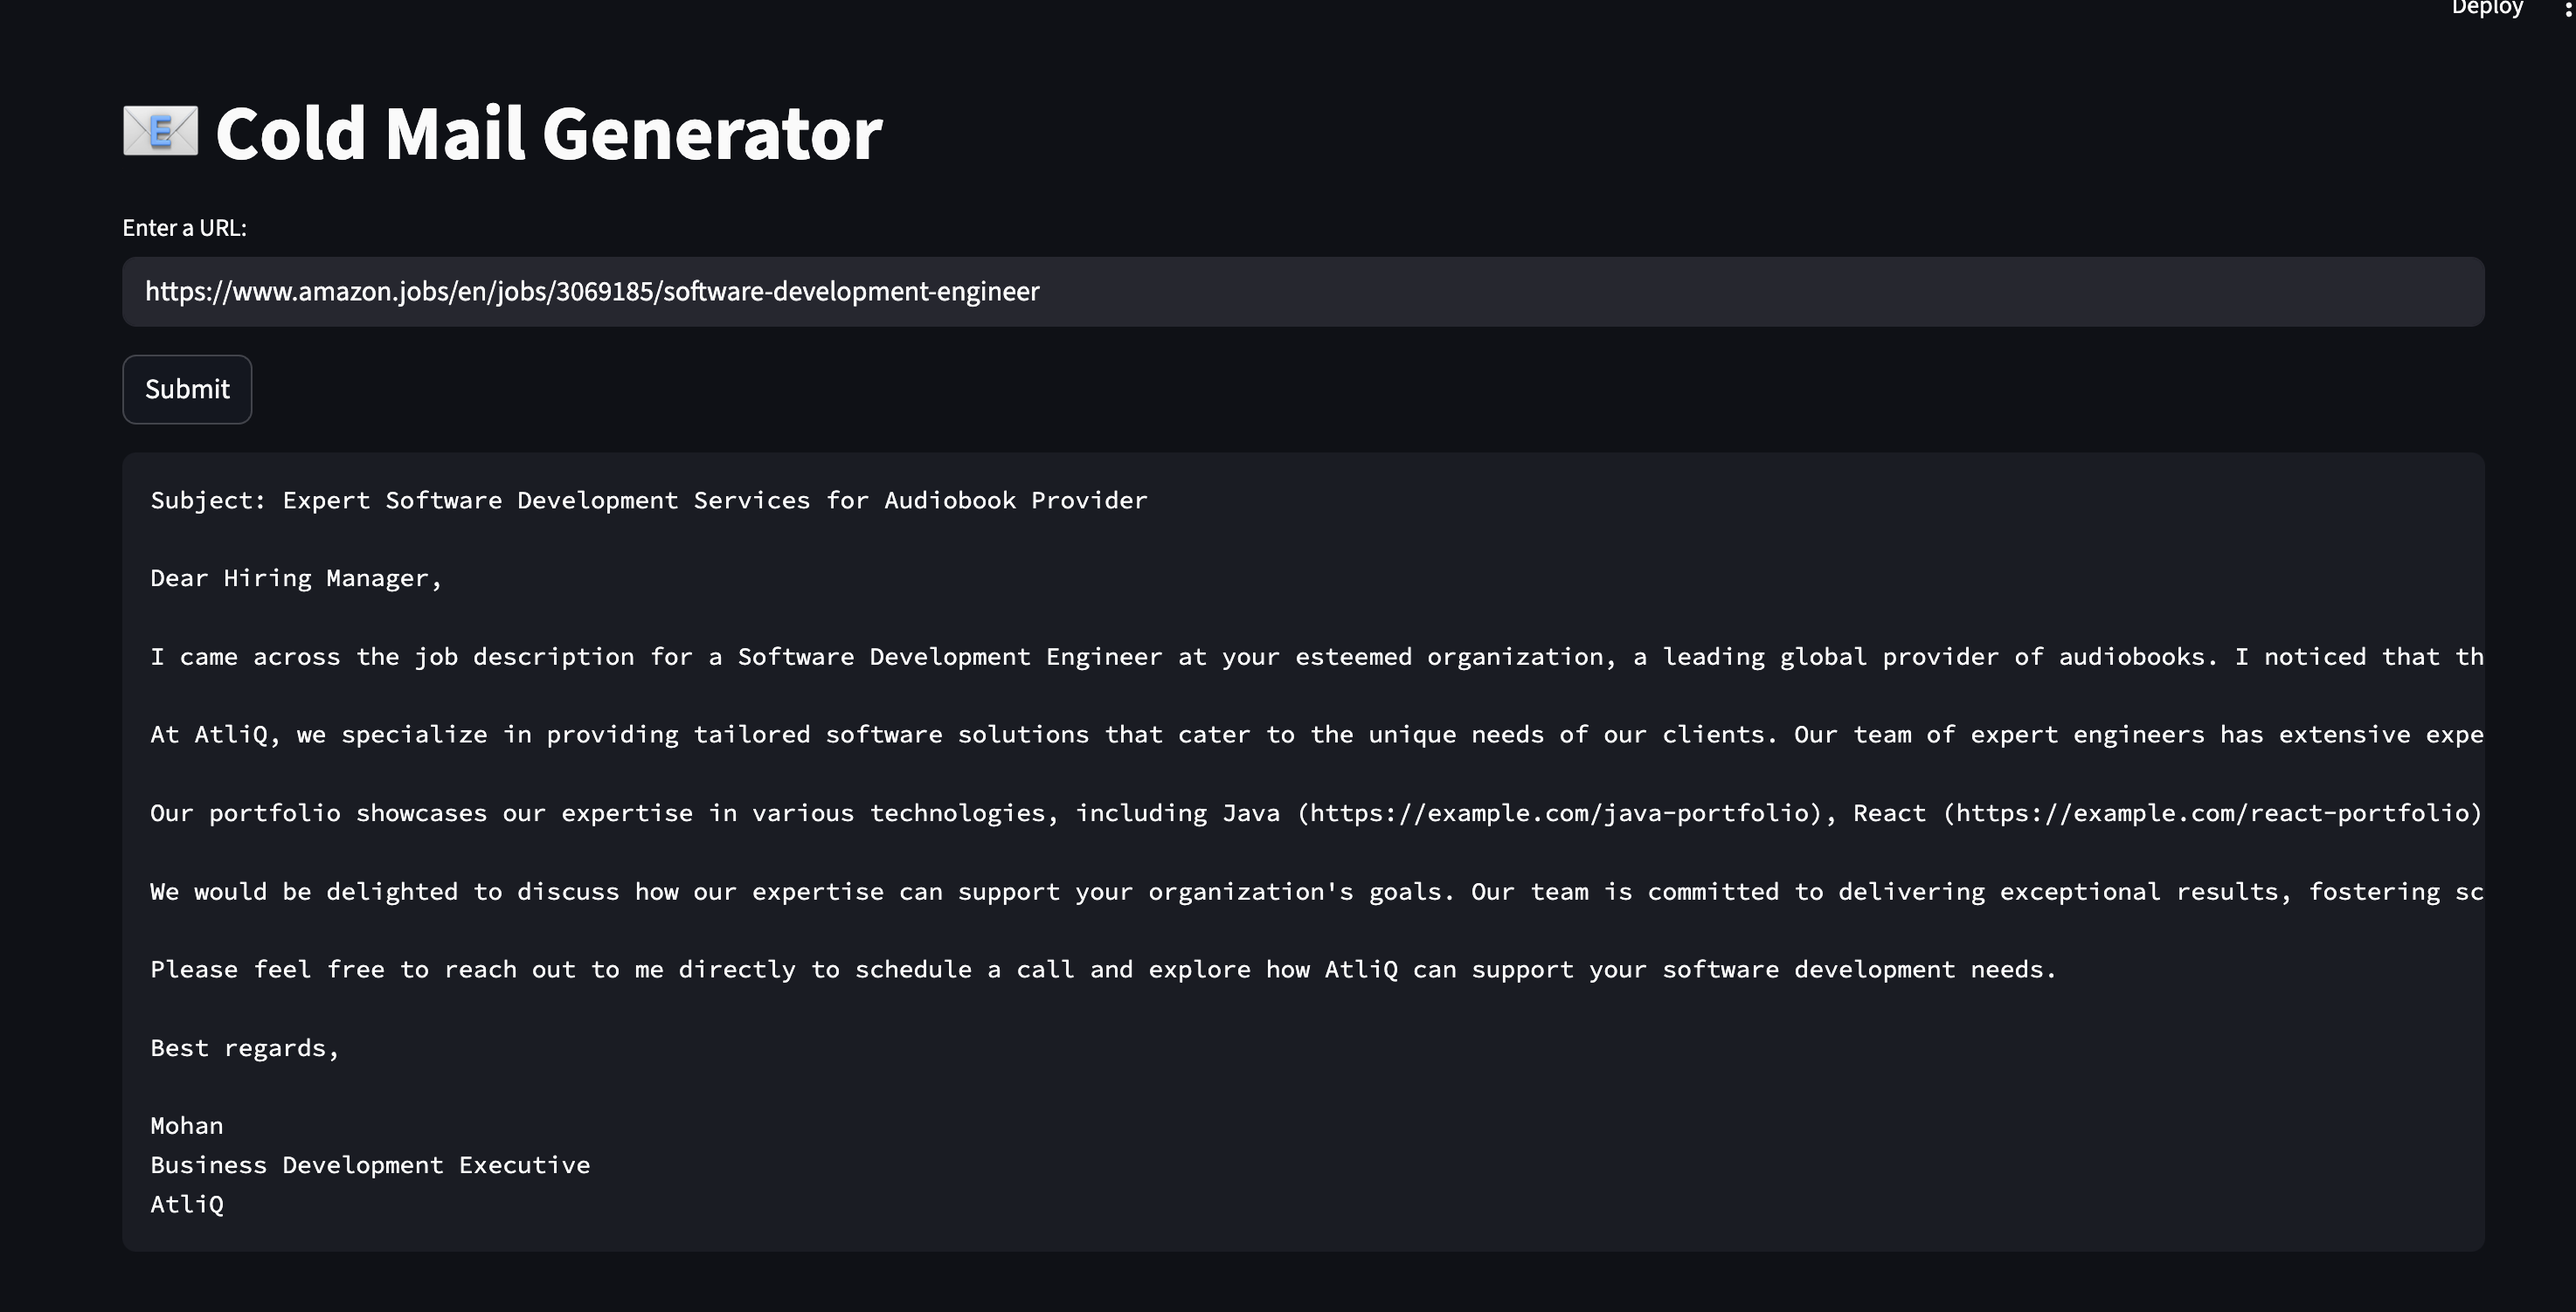 Deploy
Cold Mail Generator
Enter a URL:
https://www.amazon.jobs/en/jobs/3069185/software-development-engineer
Submit
Subject: Expert Software Development Services for Audiobook Provider
Dear Hiring Manager,
I came across the job description for a Software Development Engineer at your esteemed organization, a leading global provider of audiobooks. I noticed that th
At AtliQ, we specialize in providing tailored software solutions that cater to the unique needs of our clients. Our team of expert engineers has extensive expe
Our portfolio showcases our expertise in various technologies, including Java (https://example.com/java-portfolio), React (https://example.com/react-portfolio)
We would be delighted to discuss how our expertise can support your organization's goals. Our team is committed to delivering exceptional results, fostering sc
Please feel free to reach out to me directly to schedule a call and explore how AtliQ can support your software development needs.
Best regards,
Mohan
Business Development Executive
AtliQ